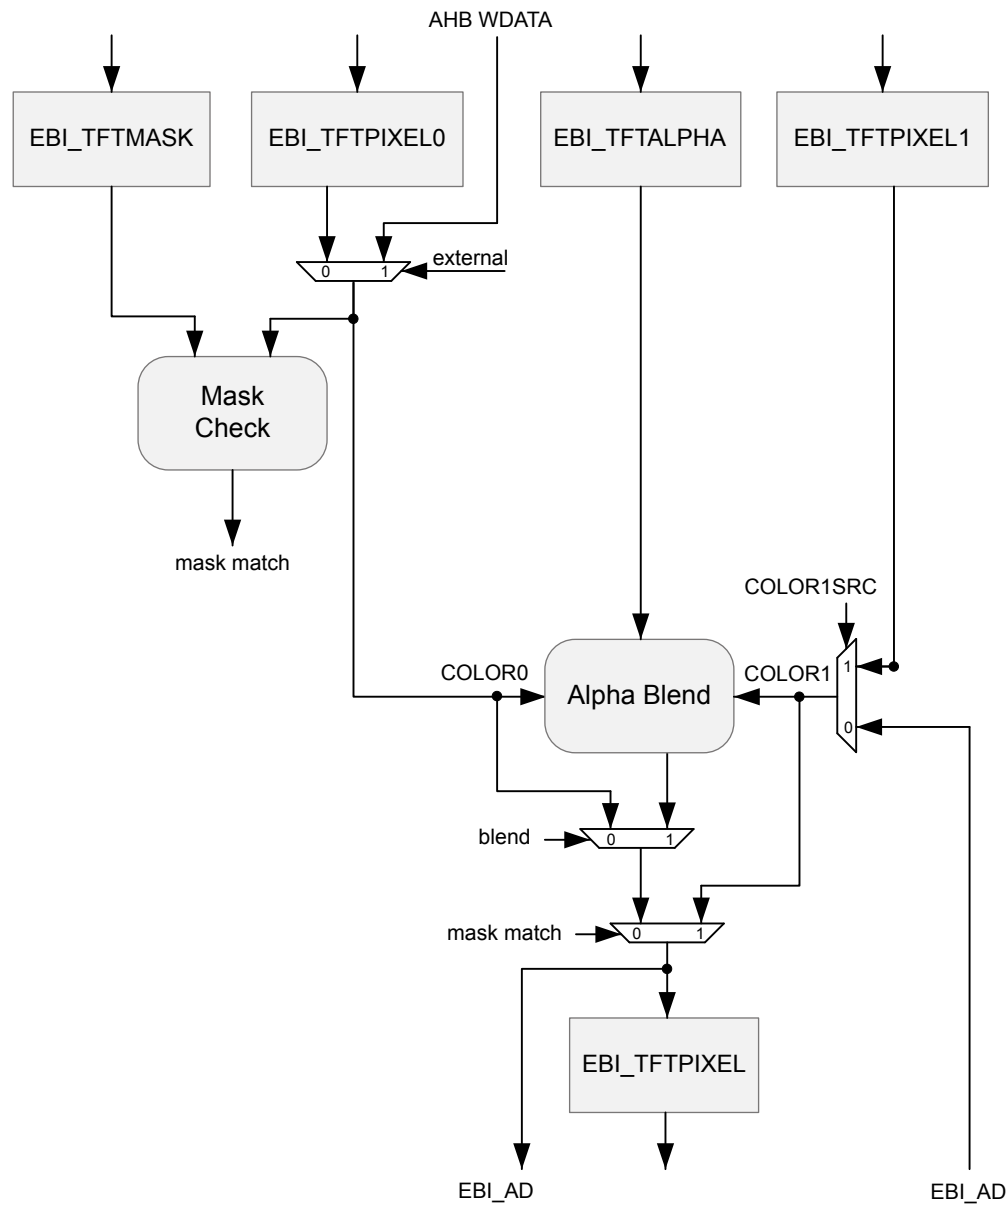 AHB WDATA
EBI_TFTMASK
EBI_TFTPIXEL0
EBI_TFTALPHA
EBI_TFTPIXEL1
0
1
external
Mask
Check
mask match
COLOR1SRC
COLOR0
Alpha Blend
COLOR1
1
0
blend
0
1
mask match
0
1
EBI_TFTPIXEL
EBI_AD
EBI_AD